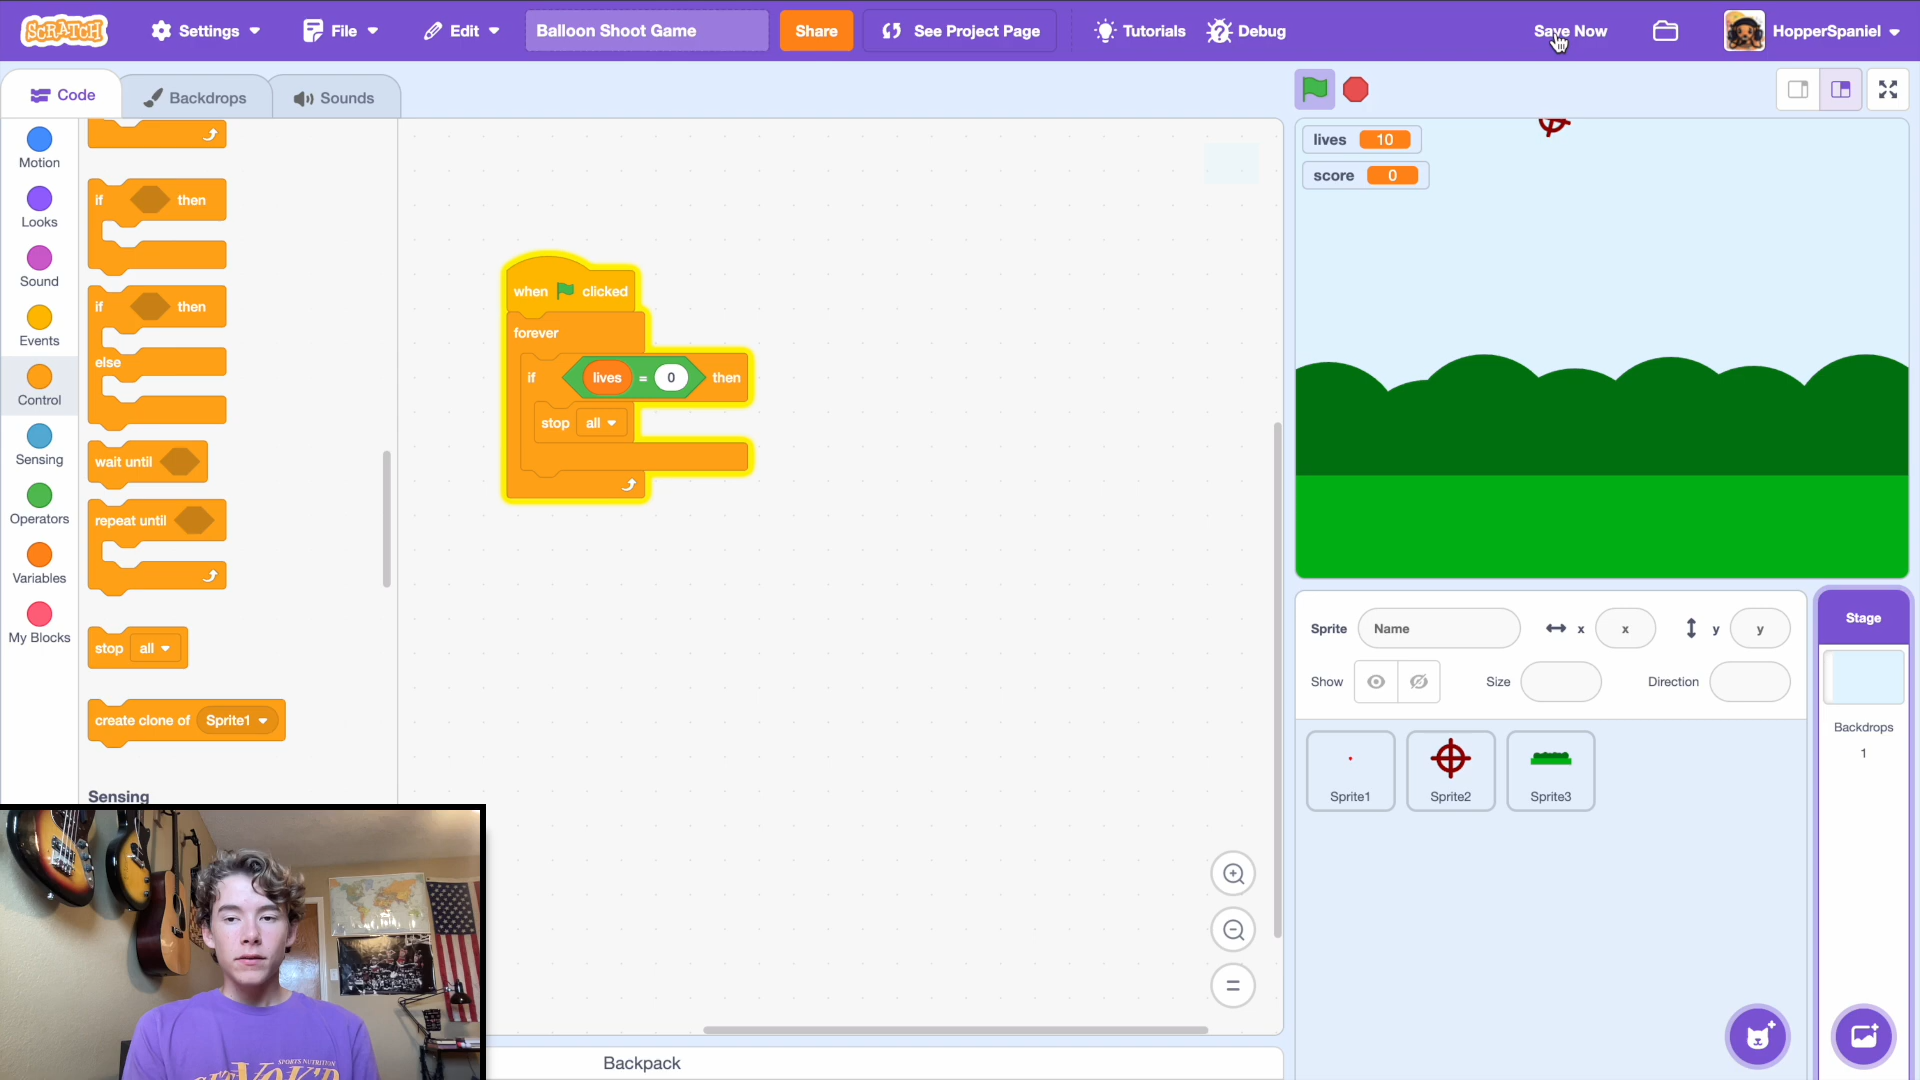 SCRATCH
Settings
File
Edit
Balloon Shoot Game
Share
See Project Page
Tutorials
Debug
Save Now
HopperSpaniel
Code
Backdrops
Sounds
Motion
Looks
Sound
Events
Control
Sensing
Operators
Variables
My Blocks
if then
if then
else
wait until
repeat until
stop all
create clone of Sprite1
Sensing
when clicked
forever
if lives = 0 then
stop all
lives 10
score 0
Sprite Name x x y y
Show Size Direction
Sprite1
Sprite2
Sprite3
Stage
Backdrops
1
Backpack
SPORTS NUTRITION